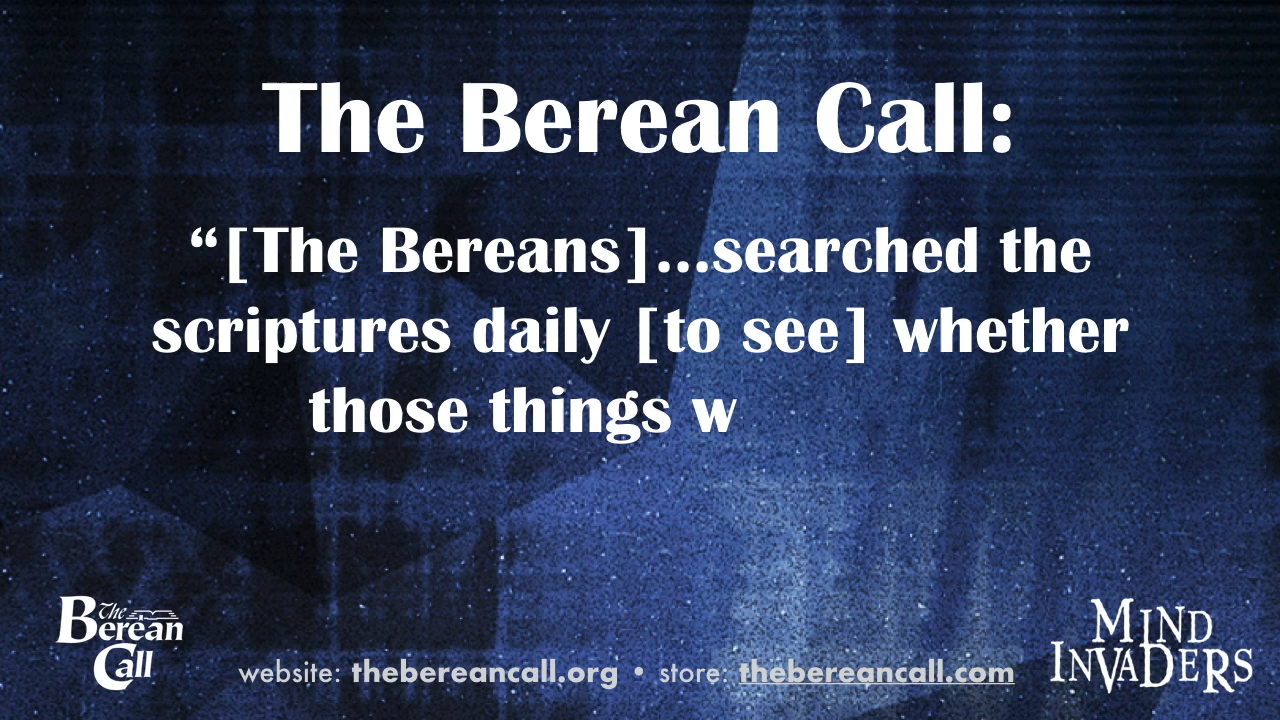 The Berean Call:
“[The Bereans]...searched the
scriptures daily [to see] whether
those things w
The
Berean
Call
website: thebereancall.org • store: thebereancall.com
MIND
INVADERS